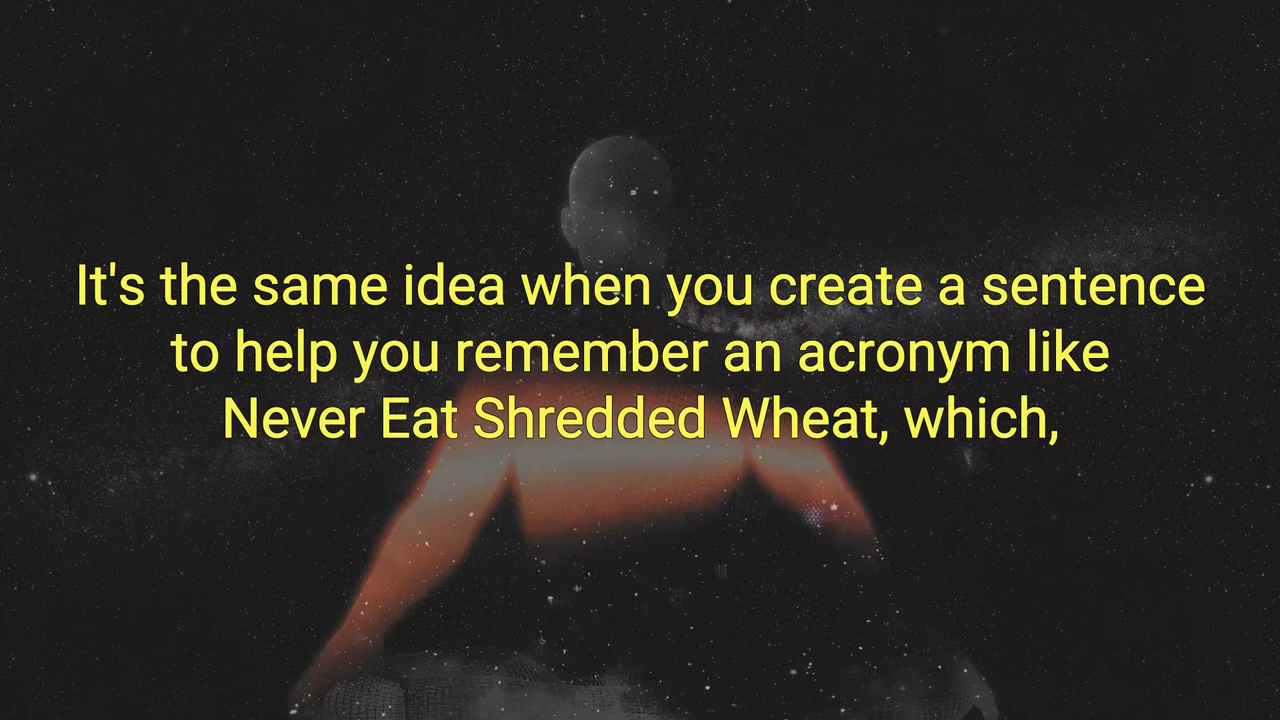 It's the same idea when you create a sentence
to help you remember an acronym like
Never Eat Shredded Wheat, which,